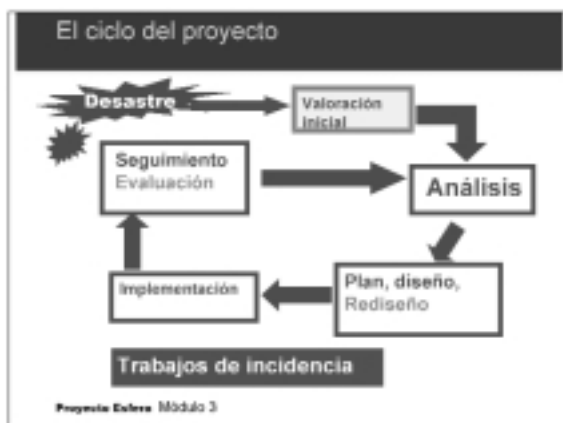 El ciclo del proyecto
Desastre
Valoración
inicial
Seguimiento
Evaluación
Análisis
Implementación
Plan, diseño,
Rediseño
Trabajos de incidencia
Proyecto Esfera Módulo 3